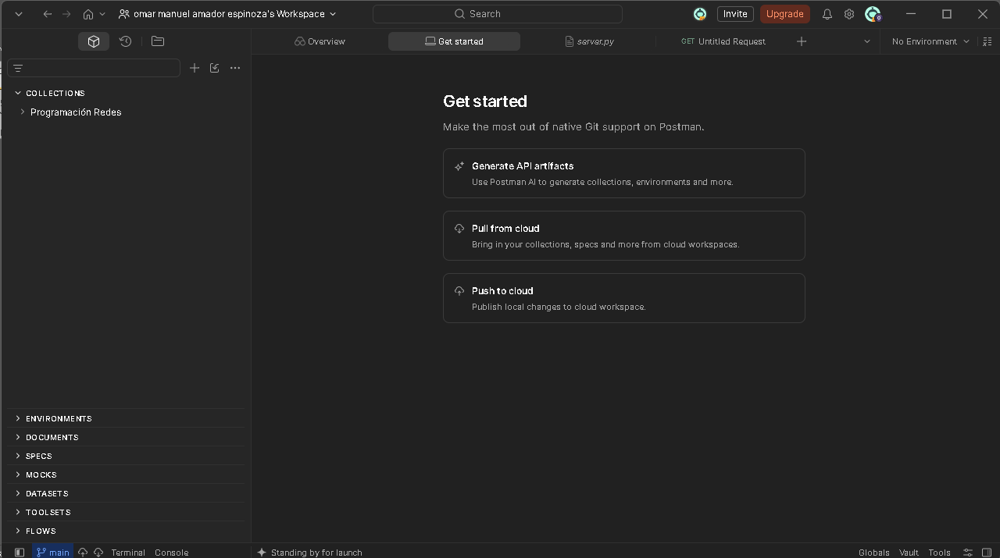 omar manuel amador espinoza's Workspace
Search
Invite
Upgrade
Overview
Get started
server.py
GET Untitled Request
No Environment
COLLECTIONS
Programación Redes
Get started
Make the most out of native Git support on Postman.
Generate API artifacts
Use Postman AI to generate collections, environments and more.
Pull from cloud
Bring in your collections, specs and more from cloud workspaces.
Push to cloud
Publish local changes to cloud workspace.
ENVIRONMENTS
DOCUMENTS
SPECS
MOCKS
DATASETS
TOOLSETS
FLOWS
main
Terminal
Console
Standing by for launch
Globals
Vault
Tools